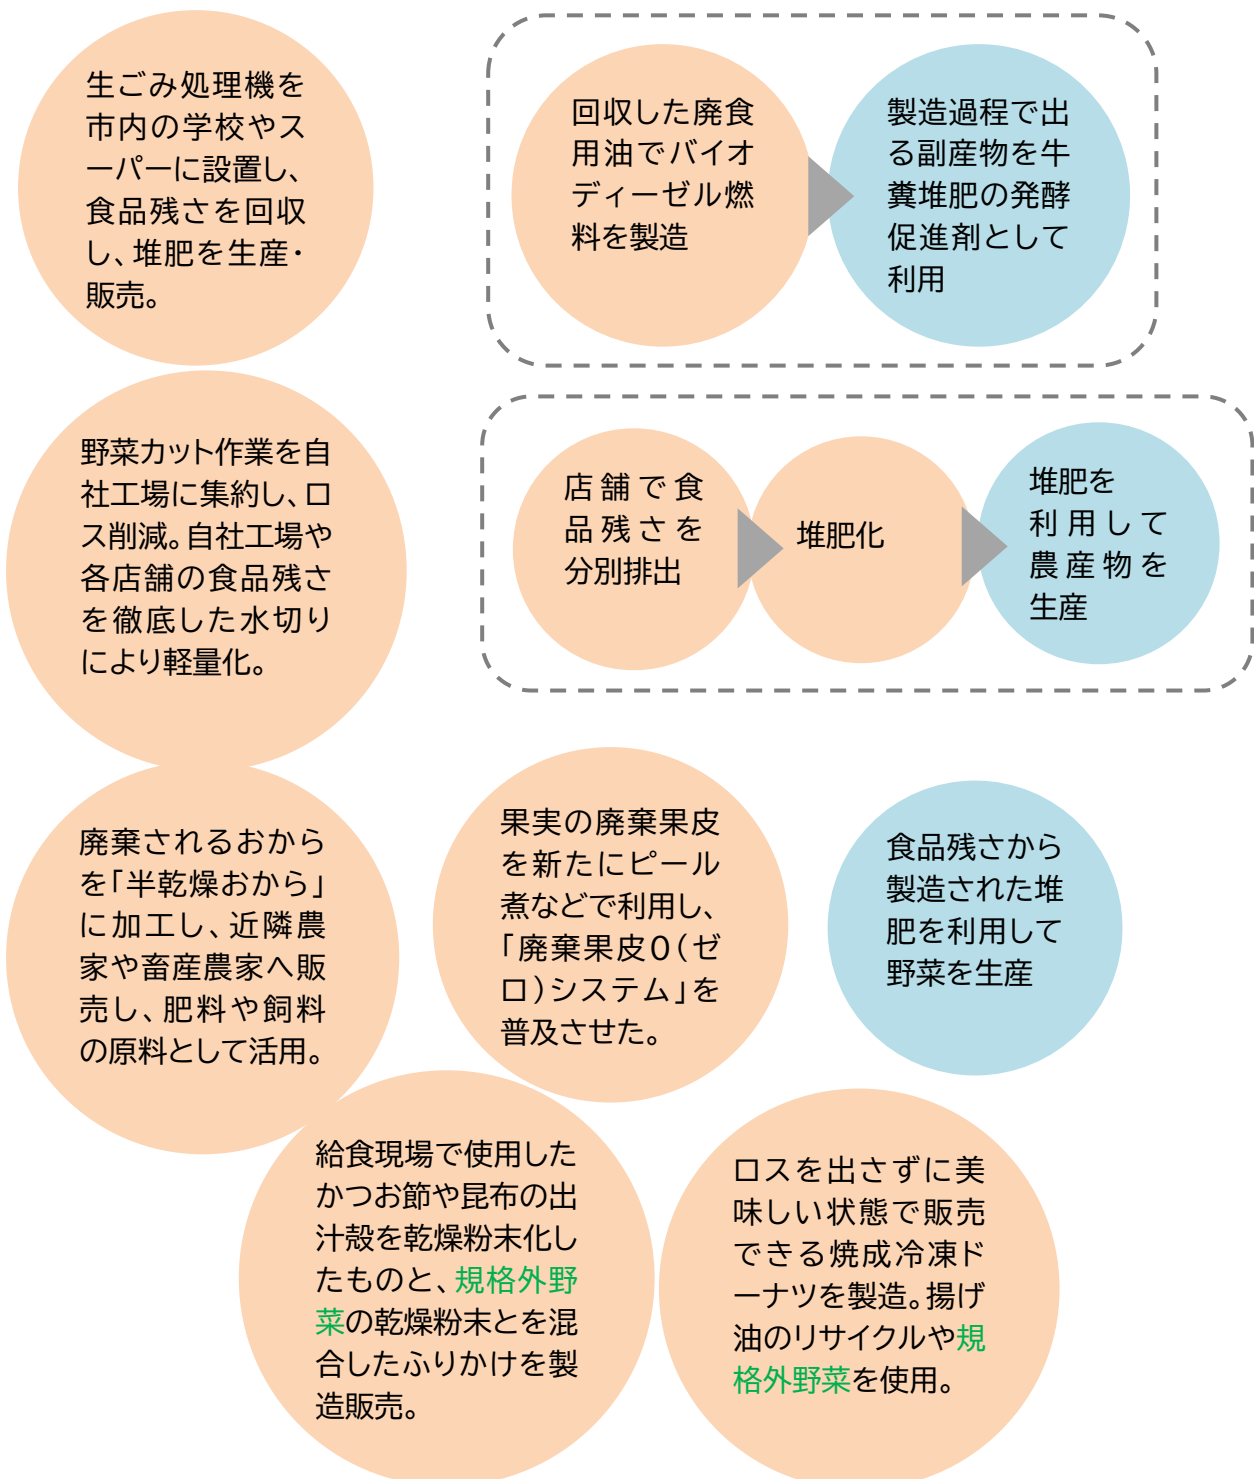 生ごみ処理機を
市内の学校やス
ーパーに設置し、
食品残さを回収
し、堆肥を生産・
販売。
回収した廃食
用油でバイオ
ディーゼル燃
料を製造
製造過程で出
る副産物を牛
糞堆肥の発酵
促進剤として
利用
野菜カット作業を自
社工場に集約し、ロ
ス削減。自社工場や
各店舗の食品残さ
を徹底した水切り
により軽量化。
店舗で食
品残さを
分別排出
堆肥化
堆肥を
利用して
農産物を
生産
廃棄されるおから
を「半乾燥おから」
に加工し、近隣農
家や畜産農家へ販
売し、肥料や飼料
の原料として活用。
果実の廃棄果皮
を新たにピール
煮などで利用し、
「廃棄果皮0(ゼ
ロ)システム」を
普及させた。
食品残さから
製造された堆
肥を利用して
野菜を生産
給食現場で使用した
かつお節や昆布の出
汁殻を乾燥粉末化し
たものと、規格外野
菜の乾燥粉末とを混
合したふりかけを製
造販売。
ロスを出さずに美
味しい状態で販売
できる焼成冷凍ド
ーナツを製造。揚げ
油のリサイクルや規
格外野菜を使用。